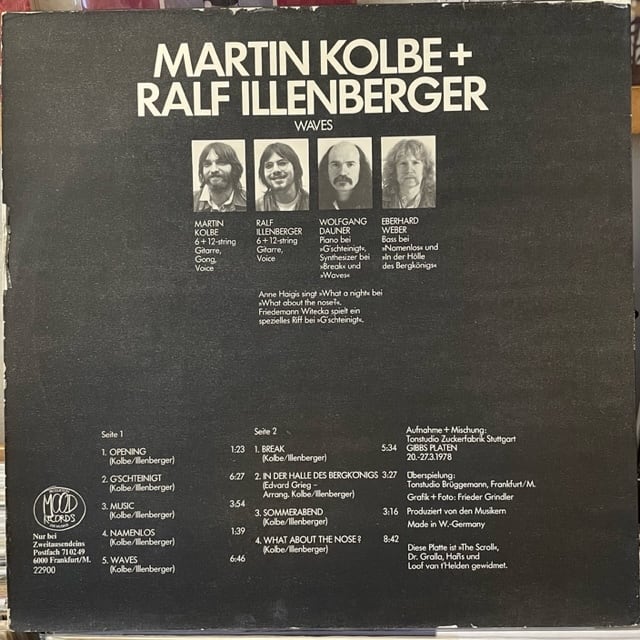 MARTIN KOLBE +
RALF ILLENBERGER
WAVES
MARTIN
KOLBE
6 + 12-string
Gitarre,
Gong,
Voice
RALF
ILLENBERGER
6 + 12-string
Gitarre,
Voice
WOLFGANG
DAUNER
Piano bei
»G'schteinigt«,
Synthesizer bei
»Break« und
»Waves«
EBERHARD
WEBER
Bass bei
»Namenlos« und
»In der Hölle
des Bergkönigs«
Anne Haigis singt »What a night« bei
»What about the nose?«.
Friedemann Witecka spielt ein
spezielles Riff bei »G'schteinigt«.
Seite 1
1. OPENING 1:23
(Kolbe/Illenberger)
2. G'SCHTEINIGT 6:27
(Kolbe/Illenberger)
3. MUSIC 3:54
(Kolbe/Illenberger)
4. NAMENLOS 1:39
(Kolbe/Illenberger)
5. WAVES 6:46
(Kolbe/Illenberger)
Seite 2
1. BREAK 5:34
(Kolbe/Illenberger)
2. IN DER HALLE DES BERGKÖNIGS 3:27
(Edvard Grieg –
Arrang. Kolbe/Illenberger)
3. SOMMERABEND 3:16
(Kolbe/Illenberger)
4. WHAT ABOUT THE NOSE? 8:42
(Kolbe/Illenberger)
Aufnahme + Mischung:
Tonstudio Zuckerfabrik Stuttgart
GIBBS PLATEN
20.-27.3.1978
Überspielung:
Tonstudio Brüggemann, Frankfurt/M.
Grafik + Foto: Frieder Grindler
Produziert von den Musikern
Made in W.-Germany
Diese Platte ist »The Scroll«,
Dr. Gralla, Hañs und
Loof van t'Helden gewidmet.
MOOD
RECORDS
Nur bei
Zweitausendeins
Postfach 710249
6000 Frankfurt/M.
22900